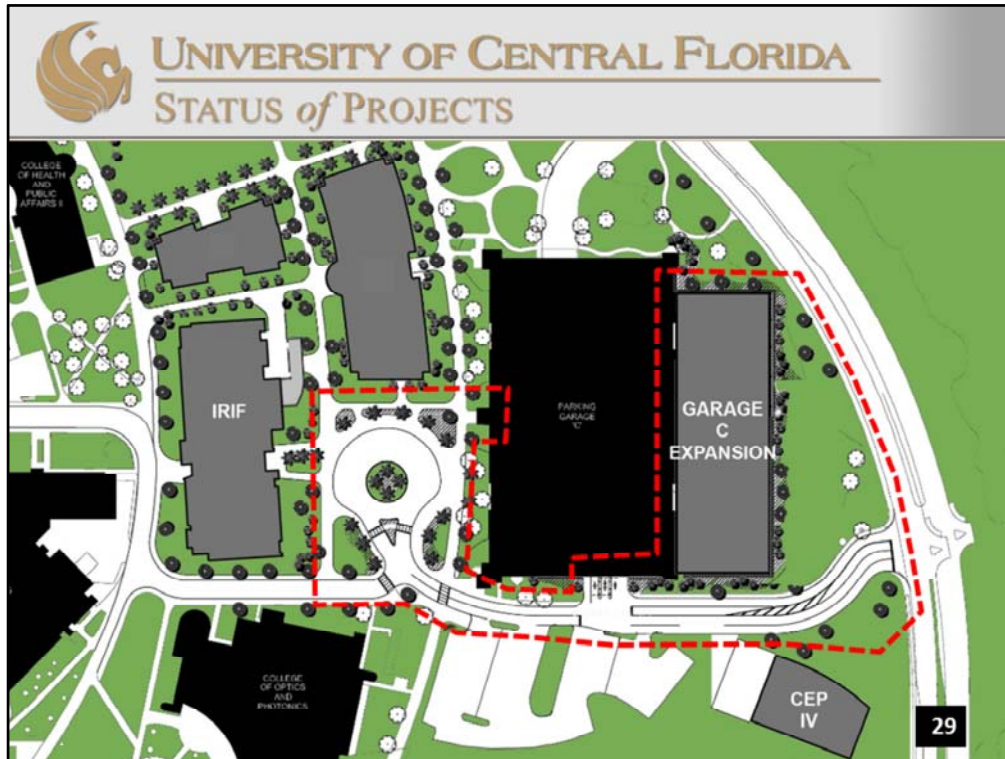 UNIVERSITY OF CENTRAL FLORIDA
STATUS of PROJECTS
COLLEGE
OF HEALTH
AND
PUBLIC
AFFAIRS II
IRIF
PARKING
GARAGE
'C'
GARAGE
C
EXPANSION
COLLEGE
OF OPTICS
AND
PHOTONICS
CEP
IV
29